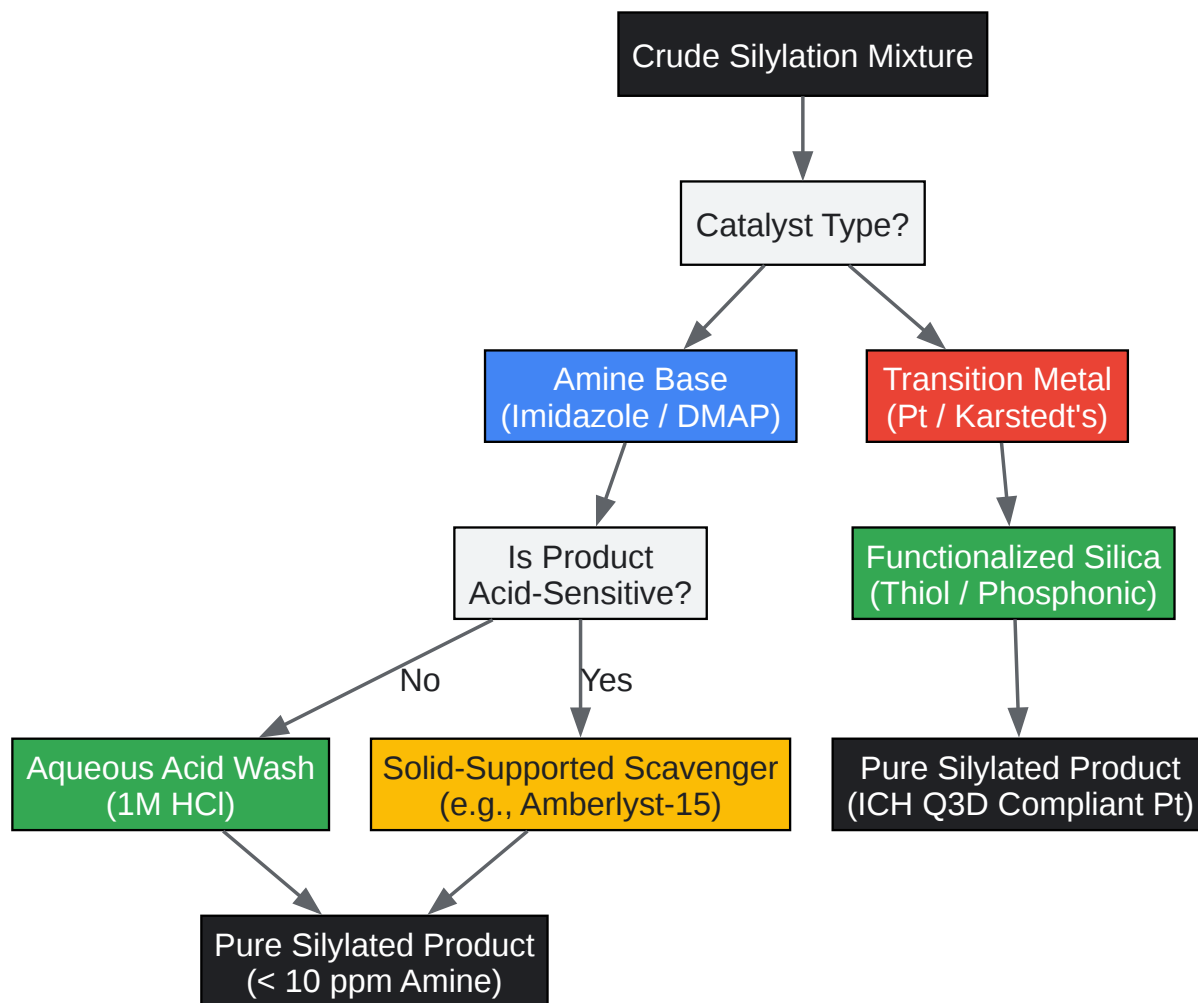 Crude Silylation Mixture
Catalyst Type?
Amine Base
(Imidazole / DMAP)
Transition Metal
(Pt / Karstedt's)
Is Product
Acid-Sensitive?
Functionalized Silica
(Thiol / Phosphonic)
No
Yes
Aqueous Acid Wash
(1M HCl)
Solid-Supported Scavenger
(e.g., Amberlyst-15)
Pure Silylated Product
(ICH Q3D Compliant Pt)
Pure Silylated Product
(< 10 ppm Amine)